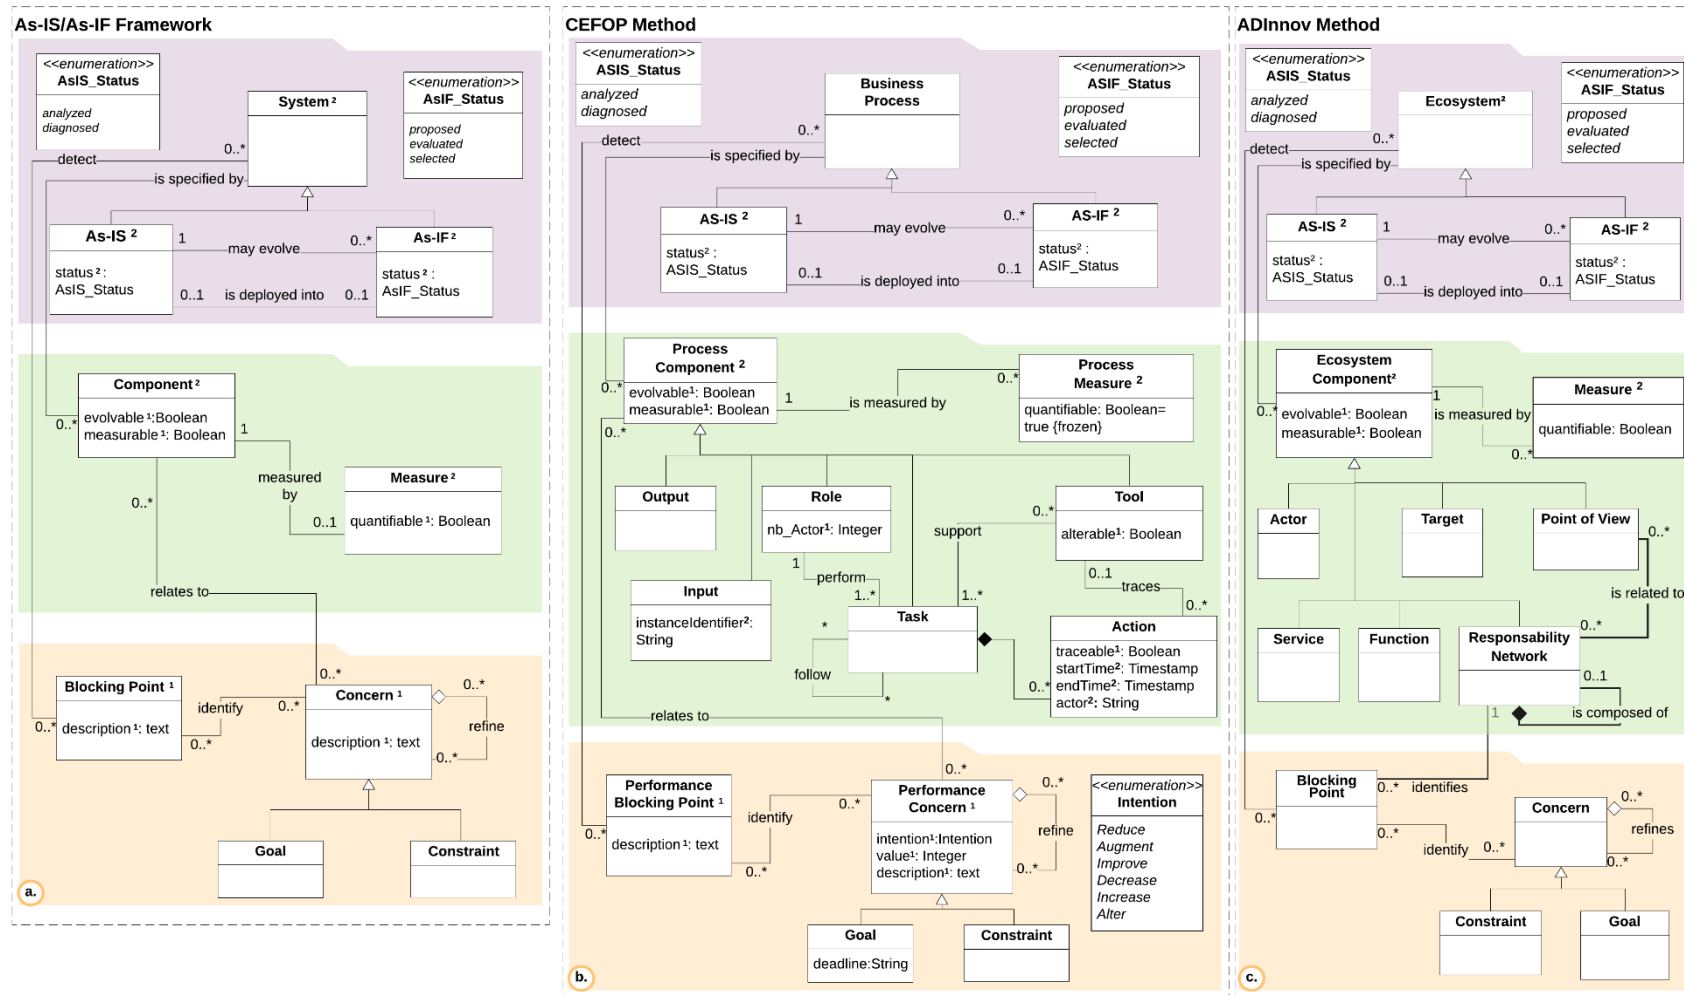 As-IS/As-IF Framework
<<enumeration>>
AsIS_Status
analyzed
diagnosed
System ²
<<enumeration>>
AsIF_Status
proposed
evaluated
selected
detect
0..*
is specified by
As-IS ²
status ² :
AsIS_Status
1
may evolve
0..*
0..1
is deployed into
0..1
As-IF ²
status ² :
AsIF_Status
Component ²
evolvable ¹:Boolean
measurable ¹: Boolean
0..*
1
measured
by
0..1
Measure ²
quantifiable ¹: Boolean
0..*
relates to
0..*
Blocking Point ¹
description ¹: text
0..*
identify
0..*
0..*
Concern ¹
description ¹: text
0..*
refine
0..*
Goal
Constraint
a.
CEFOP Method
<<enumeration>>
ASIS_Status
analyzed
diagnosed
Business
Process
<<enumeration>>
ASIF_Status
proposed
evaluated
selected
detect
0..*
is specified by
AS-IS ²
status² :
ASIS_Status
1
may evolve
0..*
0..1
is deployed into
0..1
AS-IF ²
status² :
ASIF_Status
Process
Component ²
evolvable¹: Boolean
measurable¹: Boolean
0..*
0..*
1
is measured by
0..*
Process
Measure ²
quantifiable: Boolean=
true {frozen}
Output
Role
nb_Actor¹: Integer
Tool
alterable¹: Boolean
0..*
support
1
perform
1..*
1..*
0..1
traces
0..*
Input
instanceIdentifier²:
String
Task
*
follow
*
Action
traceable¹: Boolean
startTime²: Timestamp
endTime²: Timestamp
actor²: String
0..*
relates to
0..*
Performance
Blocking Point ¹
description ¹: text
0..*
identify
0..*
0..*
Performance
Concern ¹
intention¹:Intention
value¹: Integer
description¹: text
0..*
refine
0..*
<<enumeration>>
Intention
Reduce
Augment
Improve
Decrease
Increase
Alter
Goal
deadline:String
Constraint
b.
ADInnov Method
<<enumeration>>
ASIS_Status
analyzed
diagnosed
Ecosystem²
<<enumeration>>
ASIF_Status
proposed
evaluated
selected
detect
0..*
is specified by
AS-IS ²
status² :
ASIS_Status
1
may evolve
0..*
0..1
is deployed into
0..1
AS-IF ²
status² :
ASIF_Status
Ecosystem
Component²
evolvable¹: Boolean
measurable¹: Boolean
0..*
1
is measured by
0..*
Measure ²
quantifiable: Boolean
Actor
Target
Point of View
0..*
is related to
0..*
Service
Function
Responsability
Network
0..1
is composed of
1
Blocking
Point
0..*
identifies
0..*
0..*
identify
0..*
Concern
0..*
refines
0..*
Constraint
Goal
c.